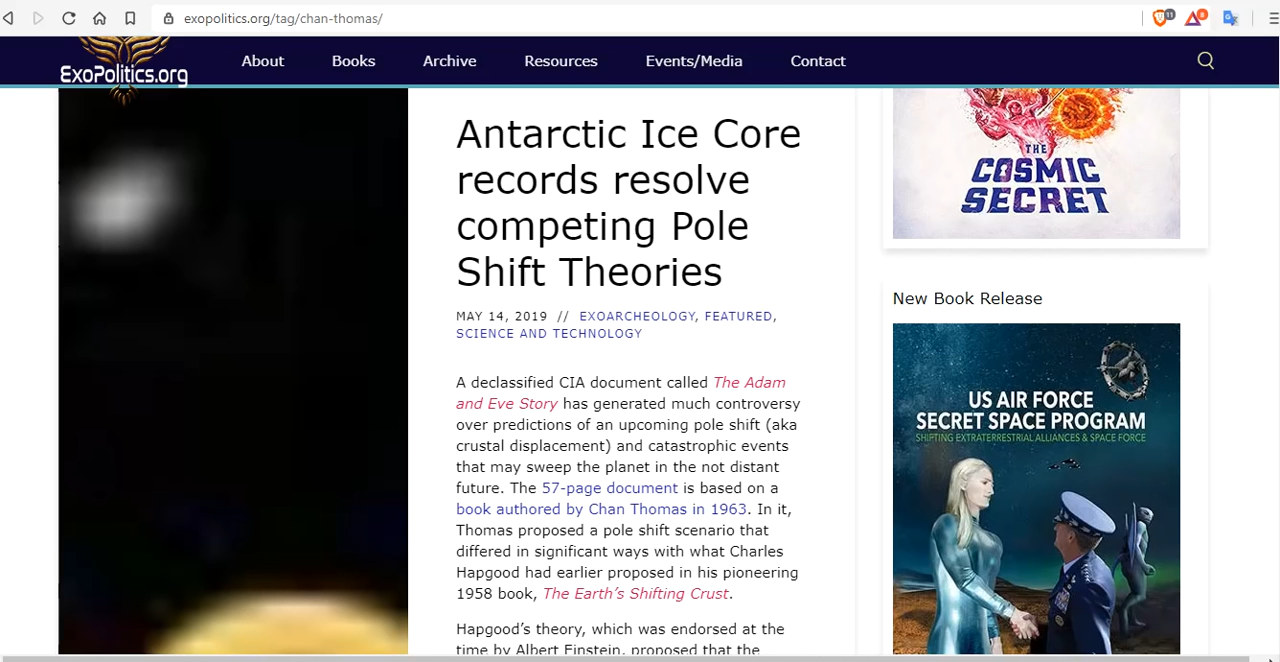 exopolitics.org/tag/chan-thomas/
11
8
ExoPolitics.org
About Books Archive Resources Events/Media Contact
Antarctic Ice Core
records resolve
competing Pole
Shift Theories
MAY 14, 2019 // EXOARCHEOLOGY, FEATURED,
SCIENCE AND TECHNOLOGY
A declassified CIA document called The Adam
and Eve Story has generated much controversy
over predictions of an upcoming pole shift (aka
crustal displacement) and catastrophic events
that may sweep the planet in the not distant
future. The 57-page document is based on a
book authored by Chan Thomas in 1963. In it,
Thomas proposed a pole shift scenario that
differed in significant ways with what Charles
Hapgood had earlier proposed in his pioneering
1958 book, The Earth’s Shifting Crust.
Hapgood’s theory, which was endorsed at the
time by Albert Einstein, proposed that the
THE
COSMIC
SECRET
New Book Release
US AIR FORCE
SECRET SPACE PROGRAM
SHIFTING EXTRATERRESTRIAL ALLIANCES & SPACE FORCE